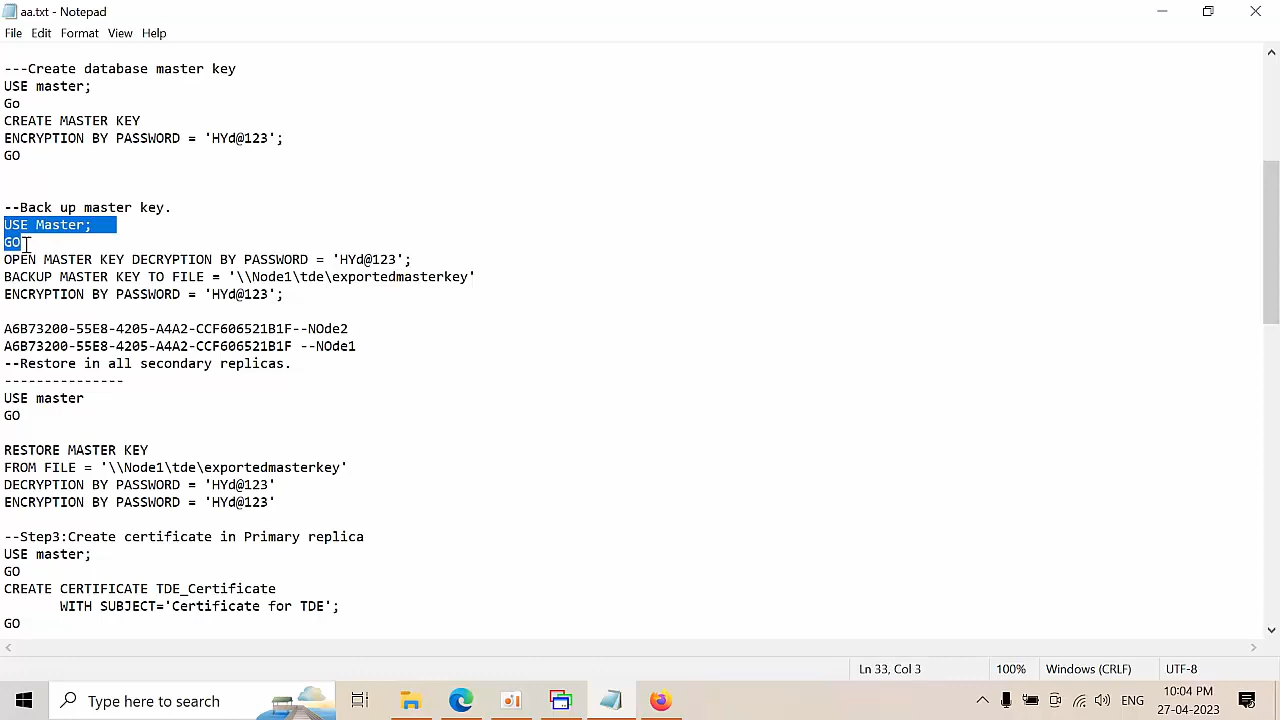 aa.txt - Notepad
File Edit Format View Help
---Create database master key
USE master;
Go
CREATE MASTER KEY
ENCRYPTION BY PASSWORD = 'HYd@123';
GO
--Back up master key.
USE Master;
GO
OPEN MASTER KEY DECRYPTION BY PASSWORD = 'HYd@123';
BACKUP MASTER KEY TO FILE = '\\Node1\tde\exportedmasterkey'
ENCRYPTION BY PASSWORD = 'HYd@123';
A6B73200-55E8-4205-A4A2-CCF606521B1F--NOde2
A6B73200-55E8-4205-A4A2-CCF606521B1F --NOde1
--Restore in all secondary replicas.
---------------
USE master
GO
RESTORE MASTER KEY
FROM FILE = '\\Node1\tde\exportedmasterkey'
DECRYPTION BY PASSWORD = 'HYd@123'
ENCRYPTION BY PASSWORD = 'HYd@123'
--Step3:Create certificate in Primary replica
USE master;
GO
CREATE CERTIFICATE TDE_Certificate
WITH SUBJECT='Certificate for TDE';
GO
Ln 33, Col 3 100% Windows (CRLF) UTF-8
Type here to search ENG 10:04 PM
27-04-2023